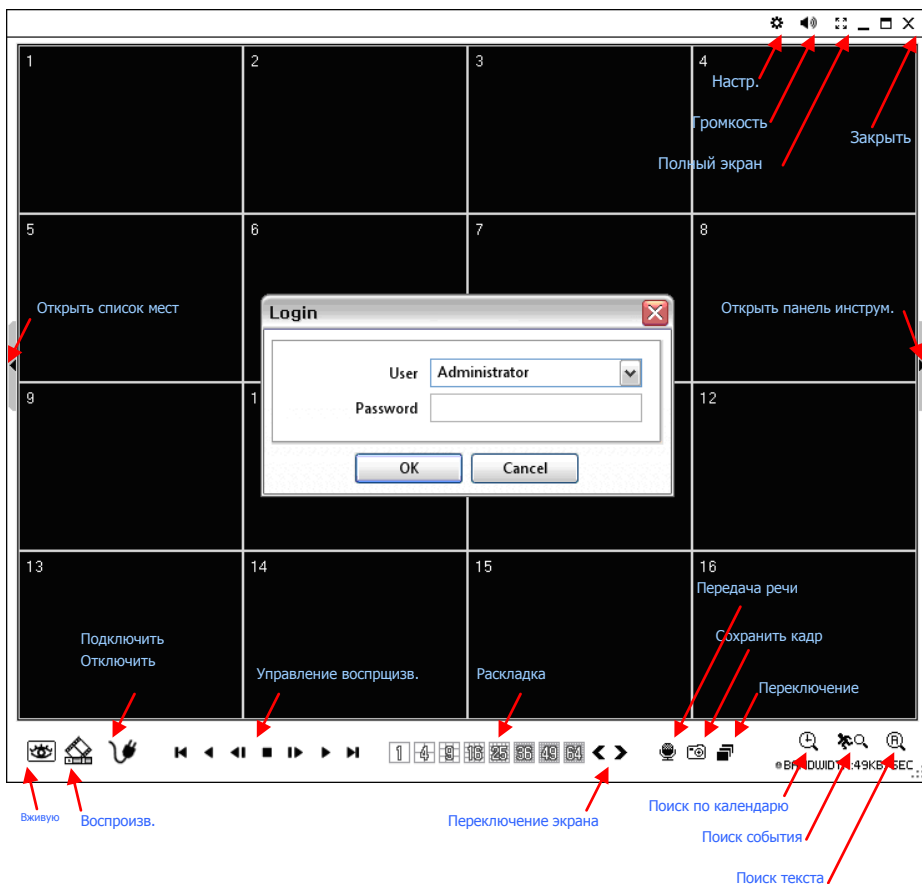 1
2
3
4
Настр.
Громкость
Закрыть
Полный экран
5
6
7
8
Открыть список мест
Открыть панель инструм.
Login
User Administrator
Password
OK Cancel
9
1
12
13
14
15
16
Передача речи
Подключить
Отключить
Сохранить кадр
Управление воспрщизв.
Раскладка
Переключение
1 4 9 16 25 36 49 64
Вживую
Воспроизв.
Переключение экрана
Поиск по календарю
Поиск события
Поиск текста